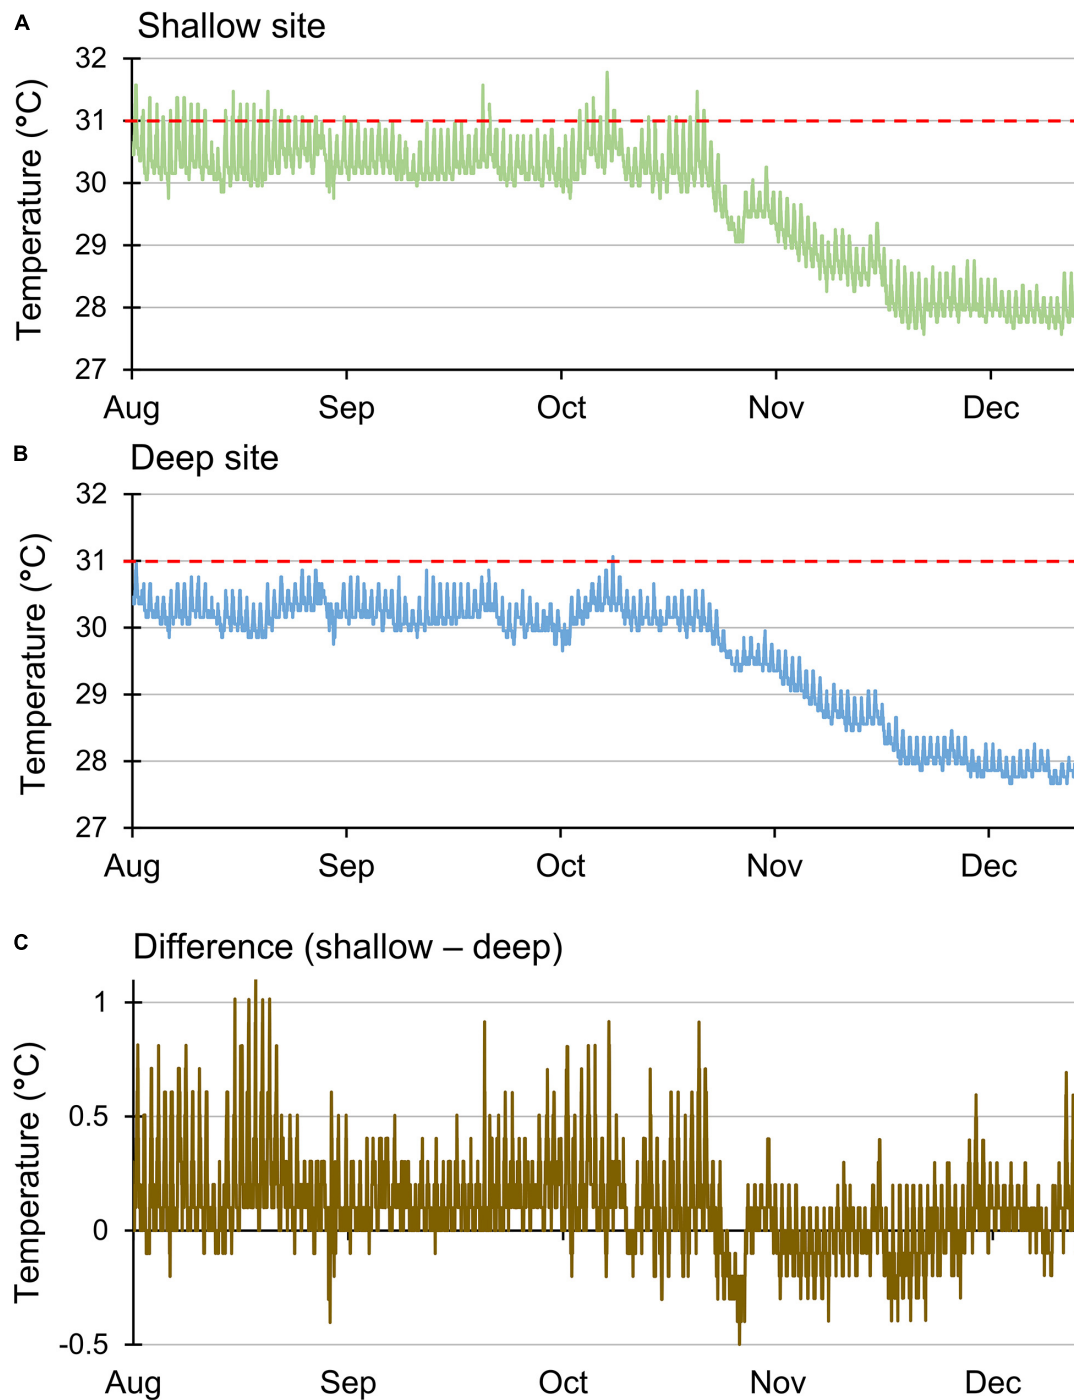 A
Shallow site
Temperature (°C)
32
31
30
29
28
27
Aug Sep Oct Nov Dec
B
Deep site
Temperature (°C)
32
31
30
29
28
27
Aug Sep Oct Nov Dec
C
Difference (shallow – deep)
Temperature (°C)
1
0.5
0
-0.5
Aug Sep Oct Nov Dec